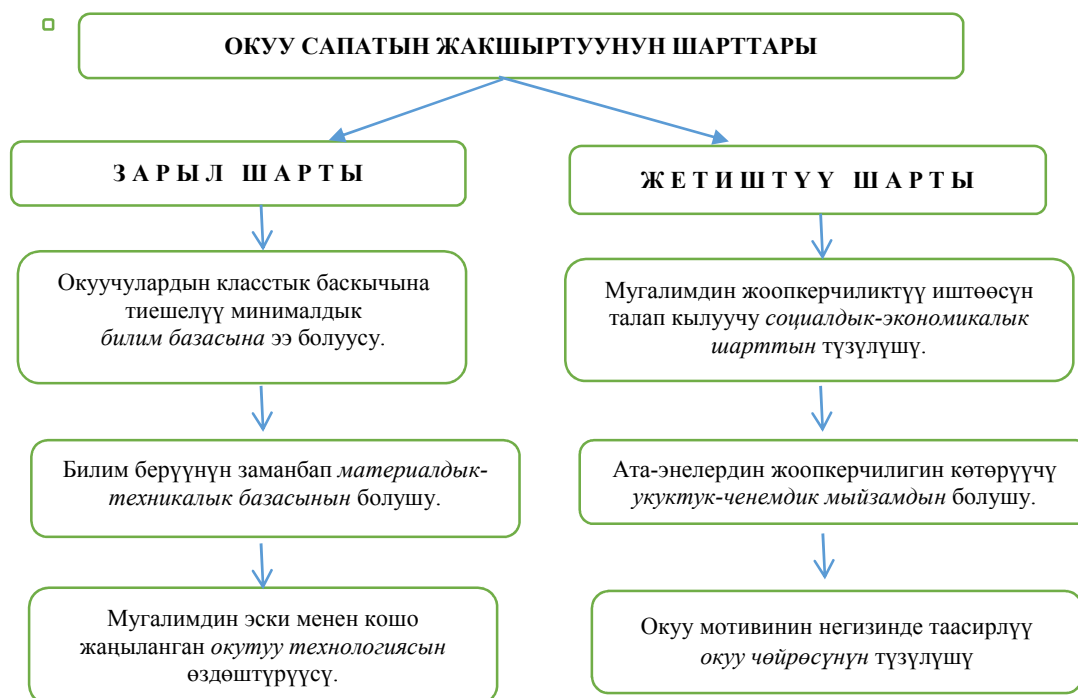 ОКУУ САПАТЫН ЖАКШЫРТУУНУН ШАРТТАРЫ
З А Р Ы Л Ш А Р Т Ы
Окуучулардын класстык баскычына
тиешелүү минималдык
билим базасына ээ болуусу.
Билим берүүнүн заманбап материалдык-
техникалык базасынын болушу.
Мугалимдин эски менен кошо
жаңыланган окутуу технологиясын
өздөштүрүүсү.
Ж Е Т И Ш Т Ү Ү Ш А Р Т Ы
Мугалимдин жоопкерчиликтүү иштөөсүн
талап кылуучу социалдык-экономикалык
шарттын түзүлүшү.
Ата-энелердин жоопкерчилигин көтөрүүчү
укуктук-ченемдик мыйзамдын болушу.
Окуу мотивинин негизинде таасирлүү
окуу чөйрөсүнүн түзүлүшү